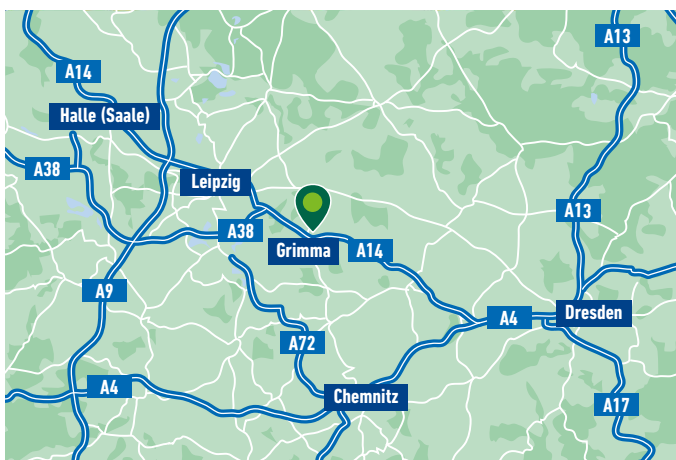 A13
A14
Halle (Saale)
A38
Leipzig
A13
A38
Grimma
A14
A9
A4
Dresden
A72
A4
Chemnitz
A17